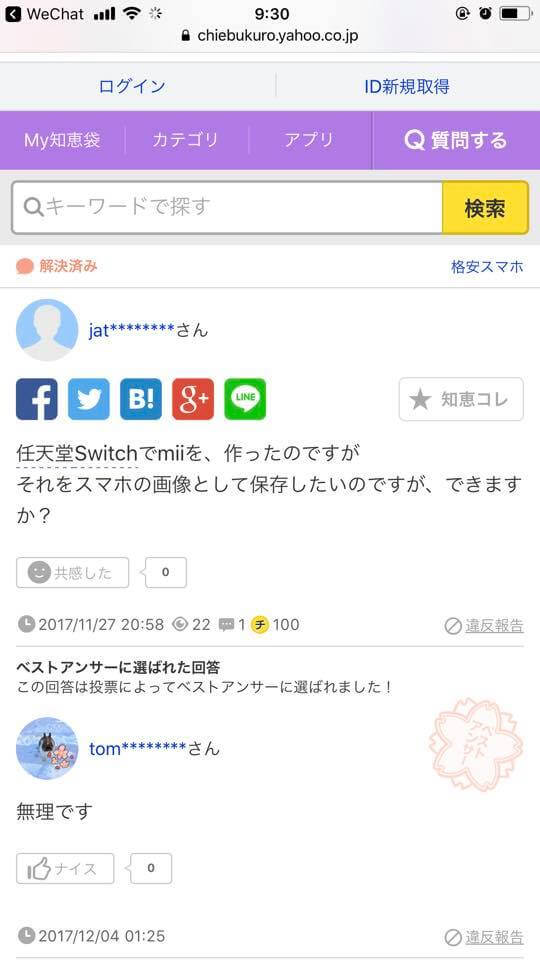 WeChat 9:30
chiebukuro.yahoo.co.jp
ログイン ID新規取得
My知恵袋 カテゴリ アプリ Q質問する
キーワードで探す 検索
解決済み 格安スマホ
jat********さん
f B! g+ LINE 知恵コレ
任天堂Switchでmiiを、作ったのですが
それをスマホの画像として保存したいのですが、できます
か？
共感した 0
2017/11/27 20:58 22 1 チ 100 違反報告
ベストアンサーに選ばれた回答
この回答は投票によってベストアンサーに選ばれました！
tom********さん
ベスト
アンサー
無理です
ナイス 0
2017/12/04 01:25 違反報告